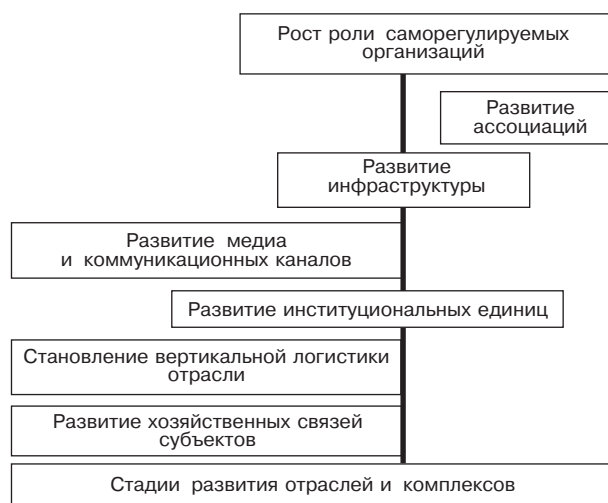 Рост роли саморегулируемых
организаций
Развитие
ассоциаций
Развитие
инфраструктуры
Развитие медиа
и коммуникационных каналов
Развитие институциональных единиц
Становление вертикальной логистики
отрасли
Развитие хозяйственных связей
субъектов
Стадии развития отраслей и комплексов